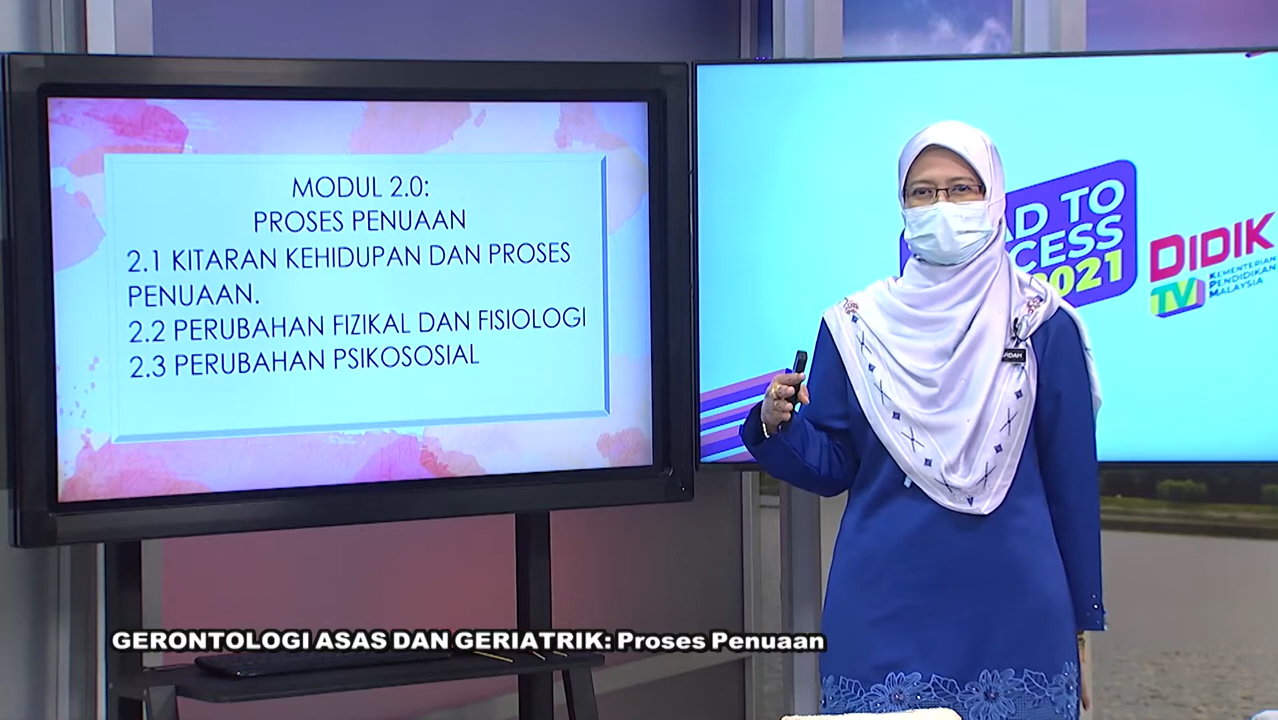 MODUL 2.0:
PROSES PENUAAN
2.1 KITARAN KEHIDUPAN DAN PROSES
PENUAAN.
2.2 PERUBAHAN FIZIKAL DAN FISIOLOGI
2.3 PERUBAHAN PSIKOSOSIAL
TO
2021
DIDIK
TV
KEMENTERIAN
PENDIDIKAN
MALAYSIA
GERONTOLOGI ASAS DAN GERIATRIK: Proses Penuaan